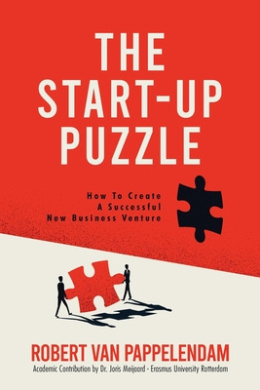 THE
START-UP
PUZZLE
How To Create
A Successful
New Business Venture
ROBERT VAN PAPPELENDAM
Academic Contribution by Dr. Joris Meijaard - Erasmus University Rotterdam